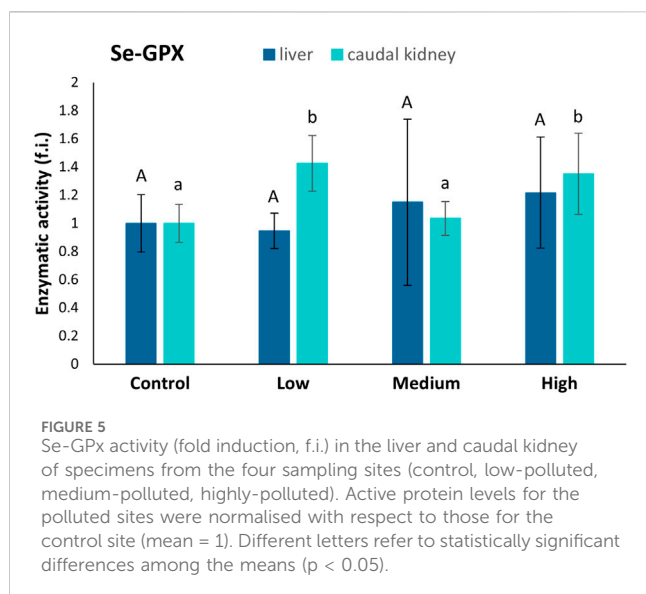 Se-GPX
liver caudal kidney
Enzymatic activity (f.i.)
2
1.8
1.6
1.4
1.2
1
0.8
0.6
0.4
0.2
0
A a
A b
A a
A b
Control Low Medium High
FIGURE 5
Se-GPx activity (fold induction, f.i.) in the liver and caudal kidney
of specimens from the four sampling sites (control, low-polluted,
medium-polluted, highly-polluted). Active protein levels for the
polluted sites were normalised with respect to those for the
control site (mean = 1). Different letters refer to statistically significant
differences among the means (p < 0.05).